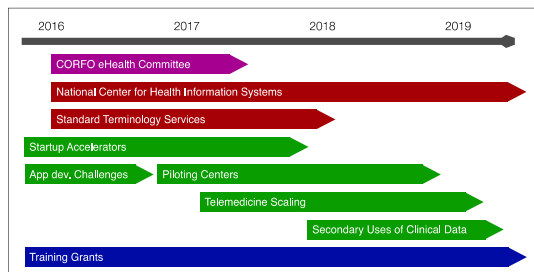 2016 2017 2018 2019
CORFO eHealth Committee
National Center for Health Information Systems
Standard Terminology Services
Startup Accelerators
App dev, Challenges Piloting Centers
Telemedicine Scaling
Secondary Uses of Clinical Data
Training Grants